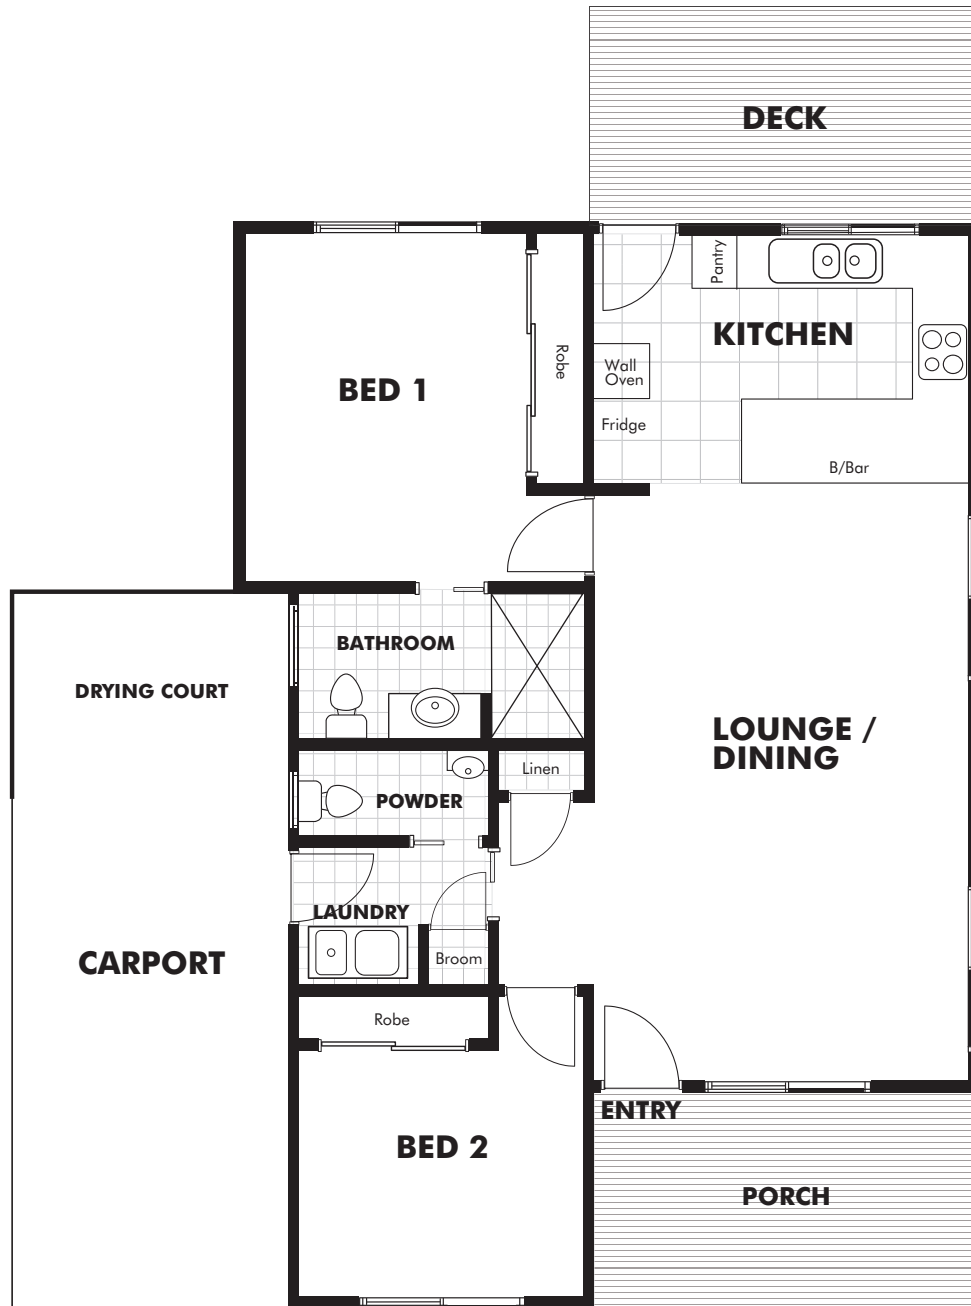 DECK
Pantry
KITCHEN
Robe
Wall
Oven
BED 1
Fridge
B/Bar
BATHROOM
DRYING COURT
LOUNGE /
DINING
Linen
POWDER
LAUNDRY
CARPORT
Broom
Robe
ENTRY
BED 2
PORCH